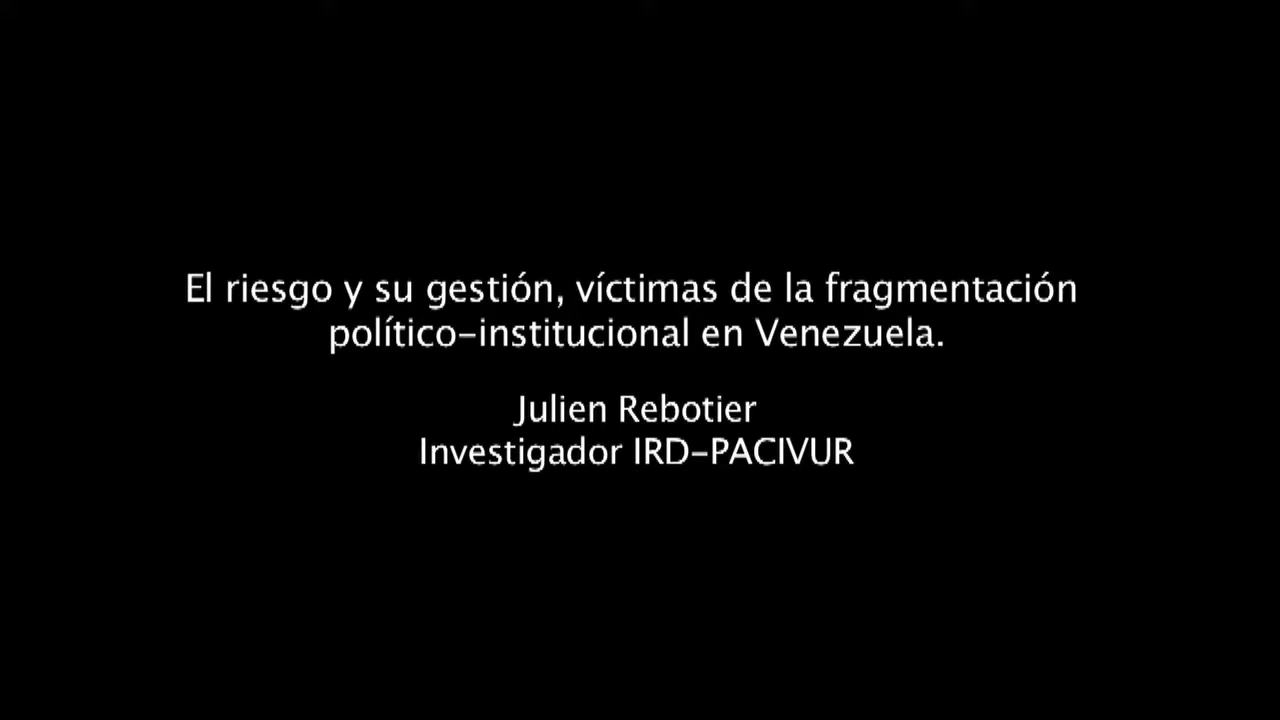 El riesgo y su gestión, víctimas de la fragmentación
político-institucional en Venezuela.
Julien Rebotier
Investigador IRD-PACIVUR